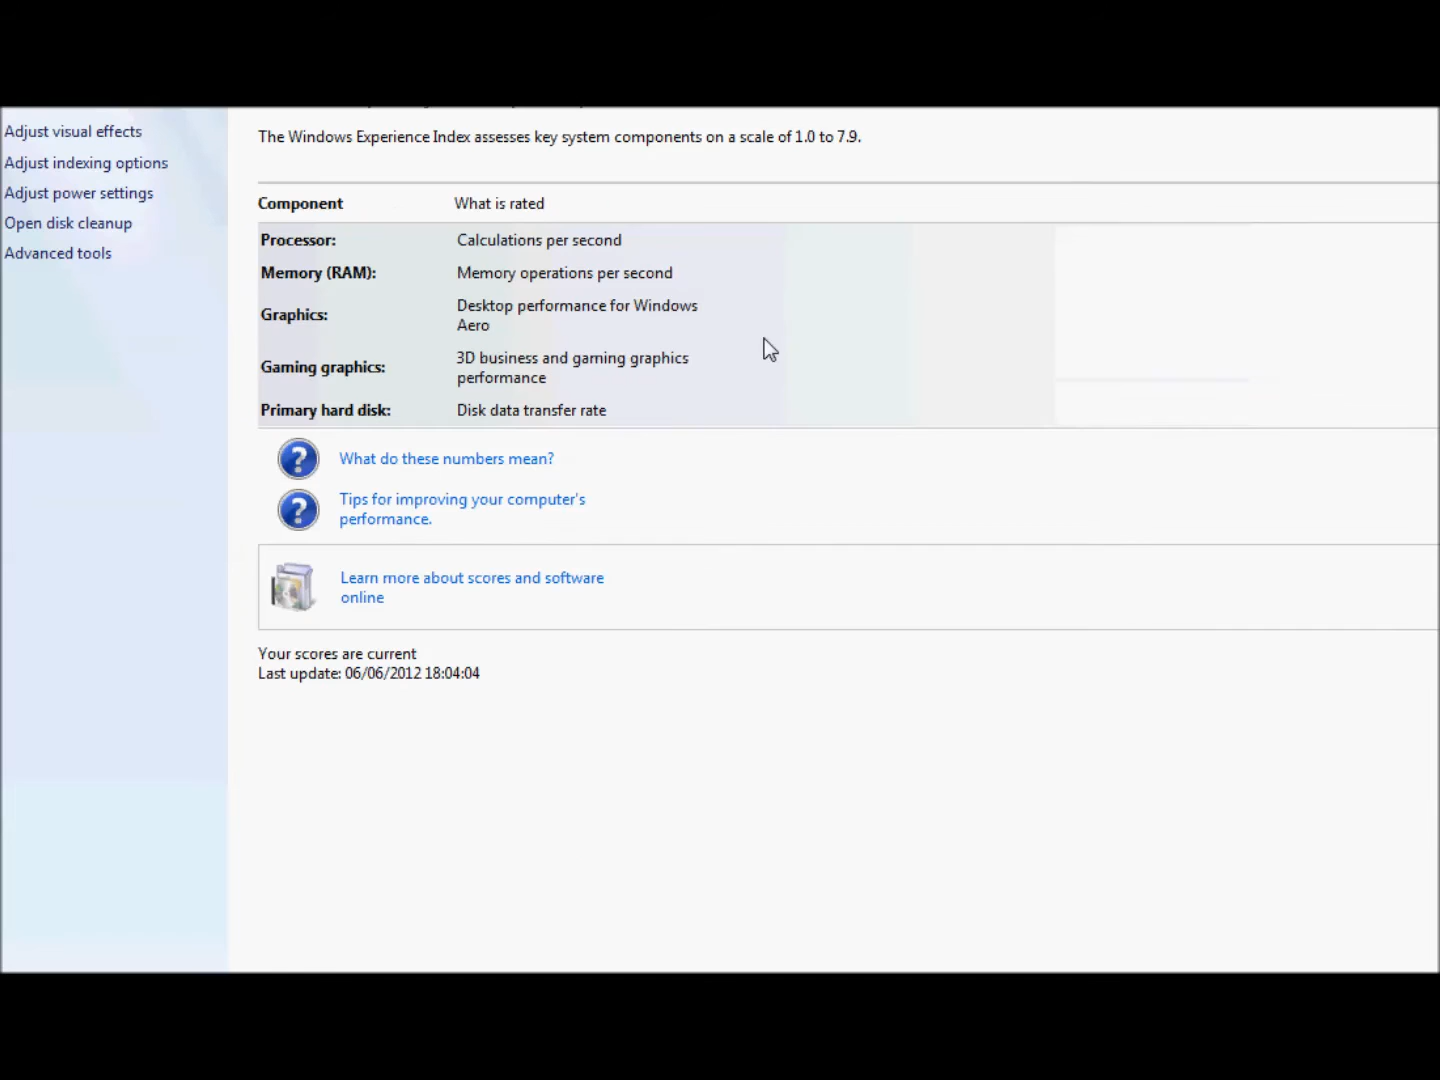 Adjust visual effects
Adjust indexing options
Adjust power settings
Open disk cleanup
Advanced tools
The Windows Experience Index assesses key system components on a scale of 1.0 to 7.9.
Component What is rated
Processor: Calculations per second
Memory (RAM): Memory operations per second
Graphics: Desktop performance for Windows
Aero
Gaming graphics: 3D business and gaming graphics
performance
Primary hard disk: Disk data transfer rate
What do these numbers mean?
Tips for improving your computer's
performance.
Learn more about scores and software
online
Your scores are current
Last update: 06/06/2012 18:04:04